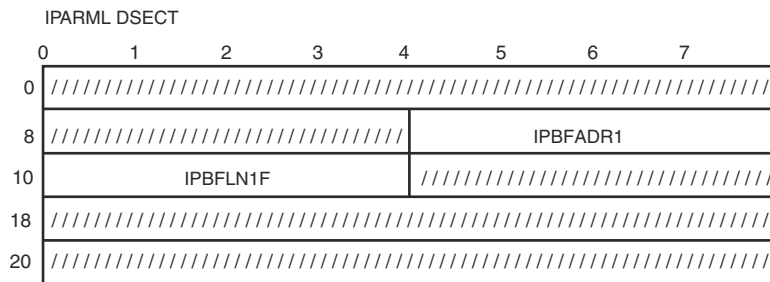 IPARML DSECT
0 1 2 3 4 5 6 7
0 ///////////////////////////////////////////////////////
8 /////////////////////////// IPBFADR1
10 IPBFLN1F ///////////////////////////
18 ///////////////////////////////////////////////////////
20 ///////////////////////////////////////////////////////